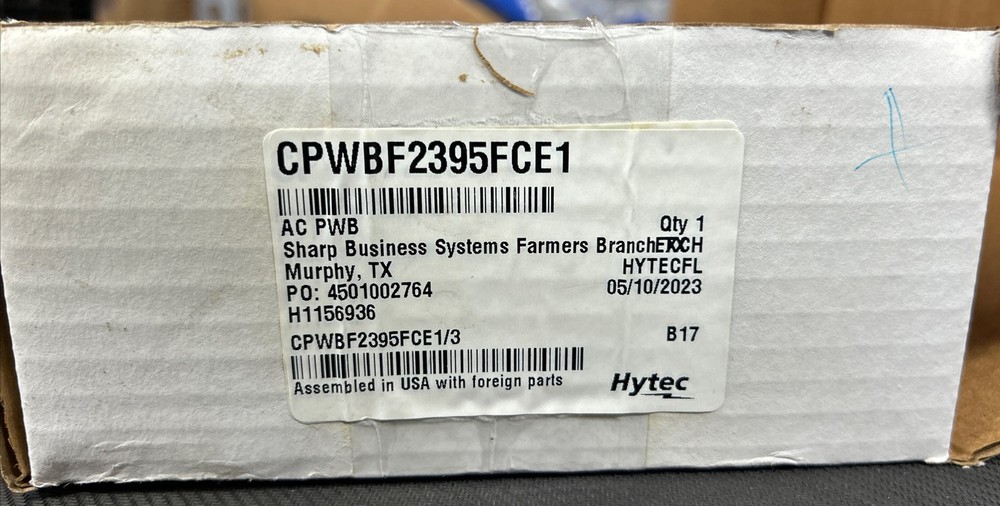 CPWBF2395FCE1
AC PWB Qty 1
Sharp Business Systems Farmers Branch
Murphy, TX HYTECFL
PO: 4501002764 05/10/2023
H1156936
CPWBF2395FCE1/3 B17
Assembled in USA with foreign parts Hytec